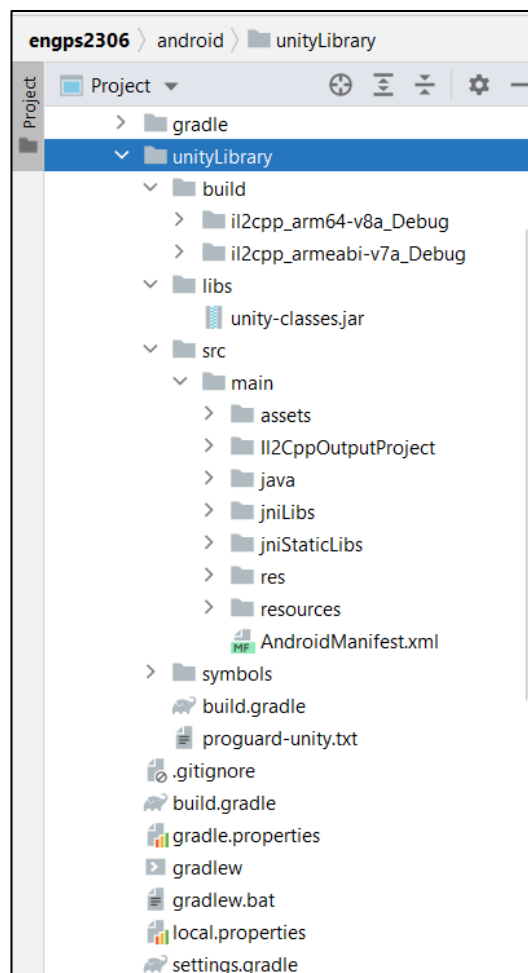 engps2306 〉 android 〉 unityLibrary
Project
Project
gradle
unityLibrary
build
il2cpp_arm64-v8a_Debug
il2cpp_armeabi-v7a_Debug
libs
unity-classes.jar
src
main
assets
Il2CppOutputProject
java
jniLibs
jniStaticLibs
res
resources
MF AndroidManifest.xml
symbols
build.gradle
proguard-unity.txt
.gitignore
build.gradle
gradle.properties
gradlew
gradlew.bat
local.properties
settings.gradle